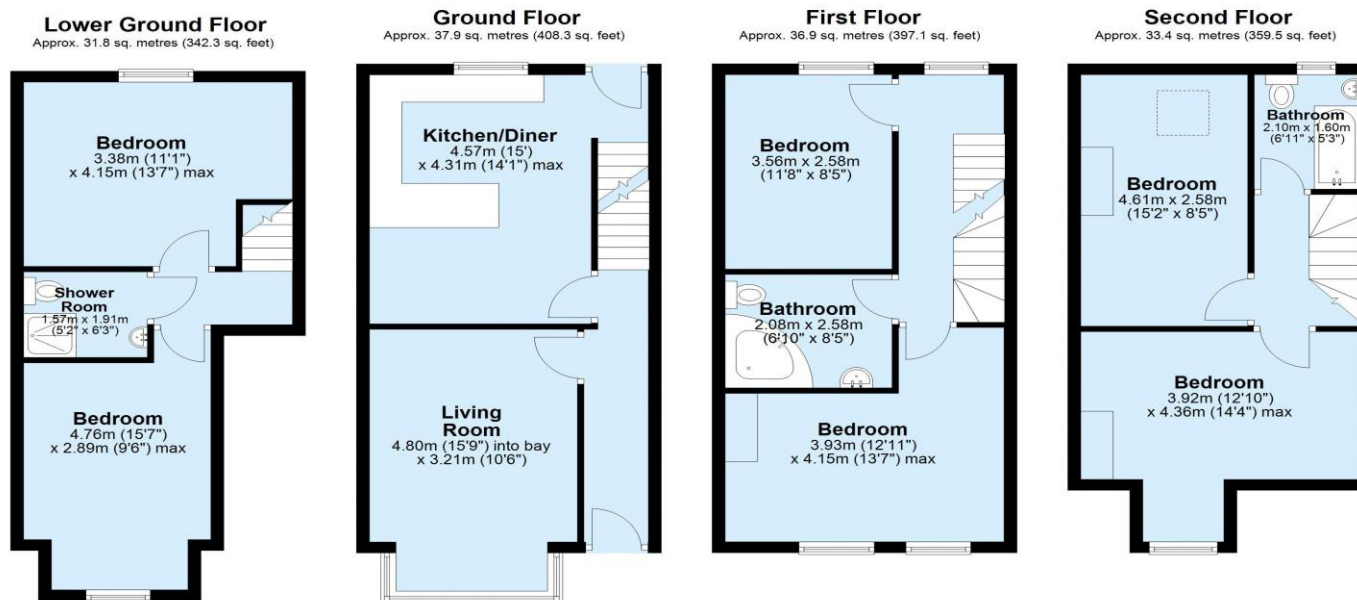 Lower Ground Floor
Approx. 31.8 sq. metres (342.3 sq. feet)
Bedroom
3.38m (11'1")
x 4.15m (13'7") max
Shower
Room
1.57m x 1.91m
(5'2" x 6'3")
Bedroom
4.76m (15'7")
x 2.89m (9'6") max
Ground Floor
Approx. 37.9 sq. metres (408.3 sq. feet)
Kitchen/Diner
4.57m (15')
x 4.31m (14'1") max
Living
Room
4.80m (15'9") into bay
x 3.21m (10'6")
First Floor
Approx. 36.9 sq. metres (397.1 sq. feet)
Bedroom
3.56m x 2.58m
(11'8" x 8'5")
Bathroom
2.08m x 2.58m
(6'10" x 8'5")
Bedroom
3.93m (12'11")
x 4.15m (13'7") max
Second Floor
Approx. 33.4 sq. metres (359.5 sq. feet)
Bathroom
2.10m x 1.60m
(6'11" x 5'3")
Bedroom
4.61m x 2.58m
(15'2" x 8'5")
Bedroom
3.92m (12'10")
x 4.36m (14'4") max